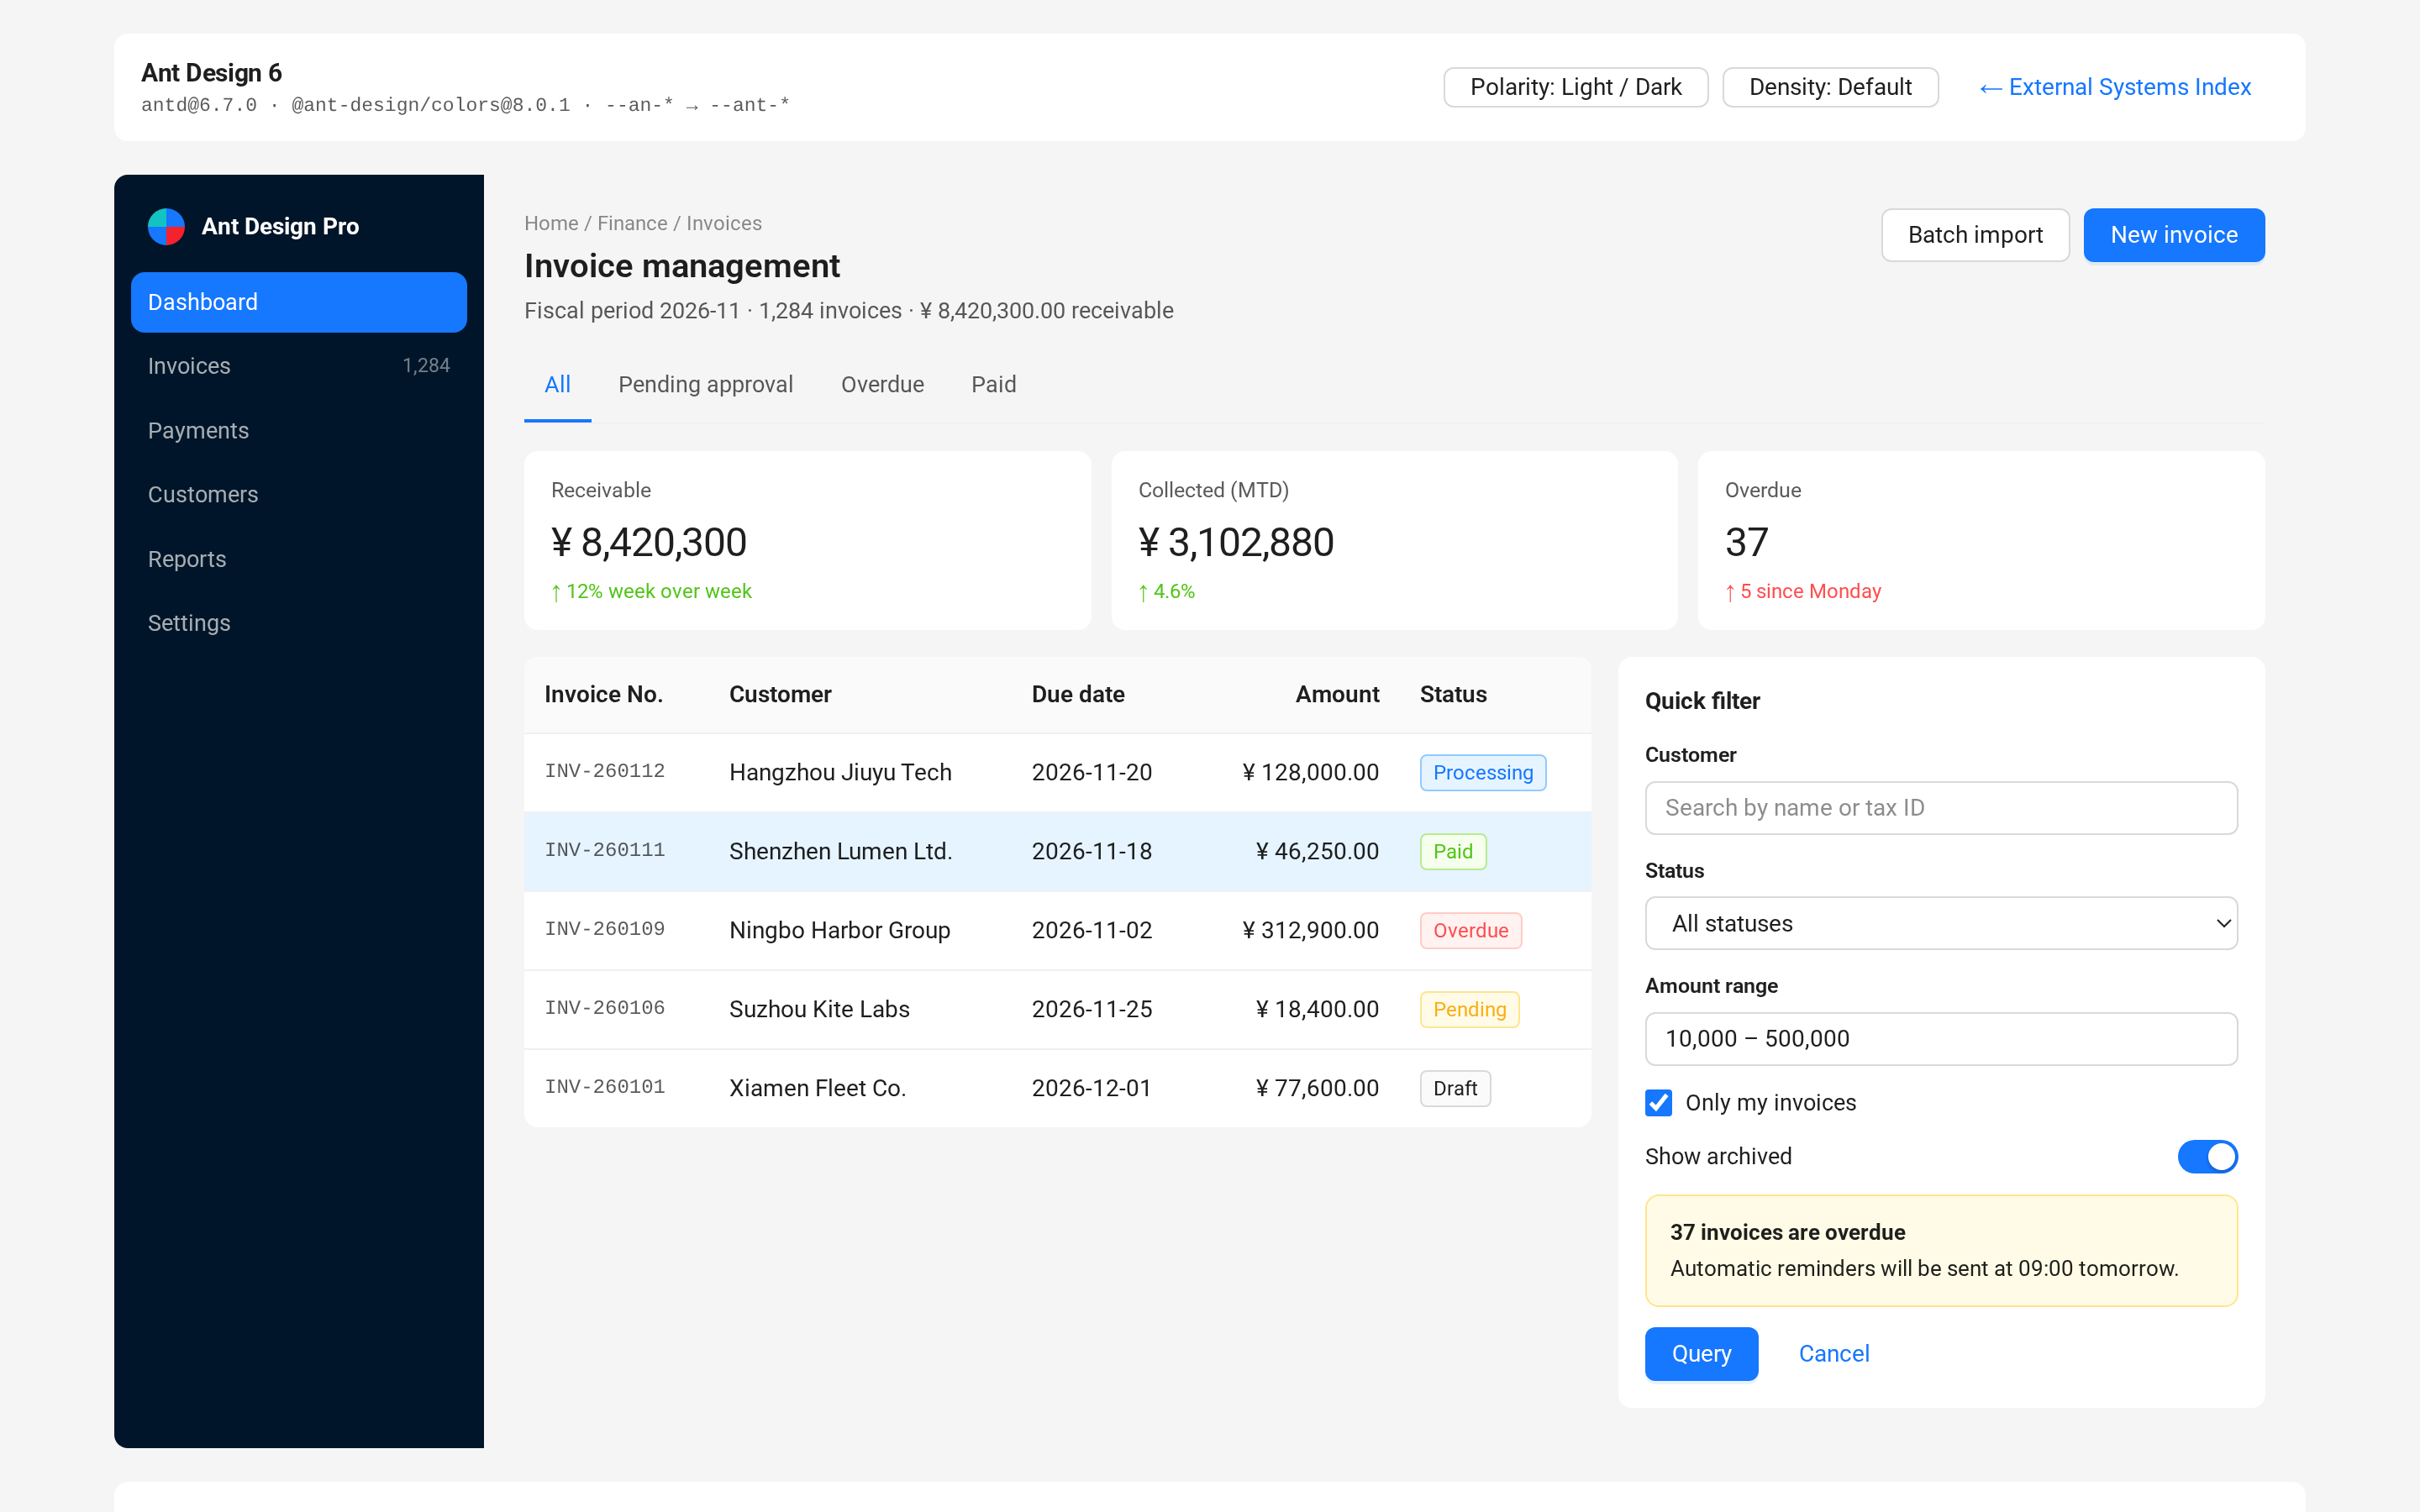 Ant Design 6
antd@6.7.0 · @ant-design/colors@8.0.1 · --an-* → --ant-*
Polarity: Light / Dark
Density: Default
← External Systems Index
Ant Design Pro
Dashboard
Invoices 1,284
Payments
Customers
Reports
Settings
Home / Finance / Invoices
Invoice management
Fiscal period 2026-11 · 1,284 invoices · ¥ 8,420,300.00 receivable
Batch import
New invoice
All Pending approval Overdue Paid
Receivable
¥ 8,420,300
↑ 12% week over week
Collected (MTD)
¥ 3,102,880
↑ 4.6%
Overdue
37
↑ 5 since Monday
Invoice No. Customer Due date Amount Status
INV-260112 Hangzhou Jiuyu Tech 2026-11-20 ¥ 128,000.00 Processing
INV-260111 Shenzhen Lumen Ltd. 2026-11-18 ¥ 46,250.00 Paid
INV-260109 Ningbo Harbor Group 2026-11-02 ¥ 312,900.00 Overdue
INV-260106 Suzhou Kite Labs 2026-11-25 ¥ 18,400.00 Pending
INV-260101 Xiamen Fleet Co. 2026-12-01 ¥ 77,600.00 Draft
Quick filter
Customer
Search by name or tax ID
Status
All statuses
Amount range
10,000 – 500,000
Only my invoices
Show archived
37 invoices are overdue
Automatic reminders will be sent at 09:00 tomorrow.
Query
Cancel